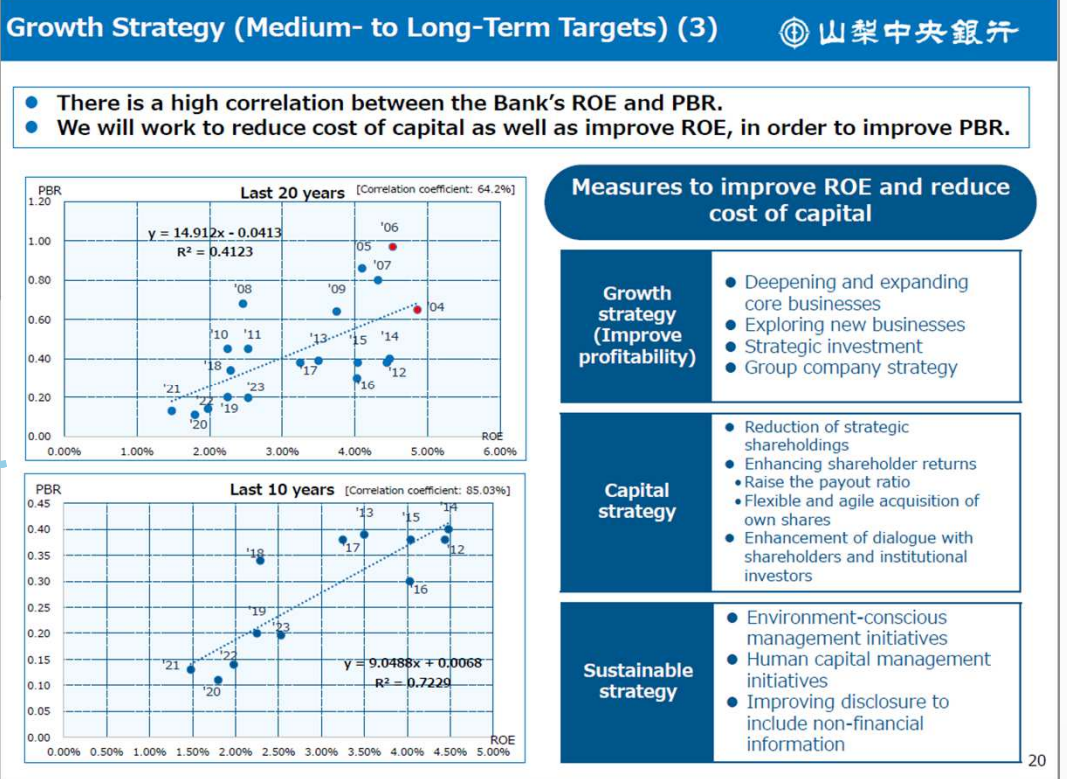 Growth Strategy (Medium- to Long-Term Targets) (3)
山梨中央銀行
● There is a high correlation between the Bank's ROE and PBR.
● We will work to reduce cost of capital as well as improve ROE, in order to improve PBR.
PBR
Last 20 years [Correlation coefficient: 64.2%]
1.20
1.00
0.80
0.60
0.40
0.20
0.00
y = 14.912x - 0.0413
R² = 0.4123
'06
'05
'07
'08
'09
'04
'10
'11
'13
'15
'14
'18
'17
'12
'16
'21
'22
'23
'19
'20
ROE
0.00% 1.00% 2.00% 3.00% 4.00% 5.00% 6.00%
PBR
Last 10 years [Correlation coefficient: 85.03%]
0.45
0.40
0.35
0.30
0.25
0.20
0.15
0.10
0.05
0.00
'14
'13
'15
'17
'12
'18
'16
'19
'23
'22
'21
'20
y = 9.0488x + 0.0068
R² = 0.7229
ROE
0.00% 0.50% 1.00% 1.50% 2.00% 2.50% 3.00% 3.50% 4.00% 4.50% 5.00%
Measures to improve ROE and reduce
cost of capital
Growth
strategy
(Improve
profitability)
● Deepening and expanding
core businesses
● Exploring new businesses
● Strategic investment
● Group company strategy
Capital
strategy
● Reduction of strategic
shareholdings
● Enhancing shareholder returns
• Raise the payout ratio
• Flexible and agile acquisition of
own shares
● Enhancement of dialogue with
shareholders and institutional
investors
Sustainable
strategy
● Environment-conscious
management initiatives
● Human capital management
initiatives
● Improving disclosure to
include non-financial
information
20